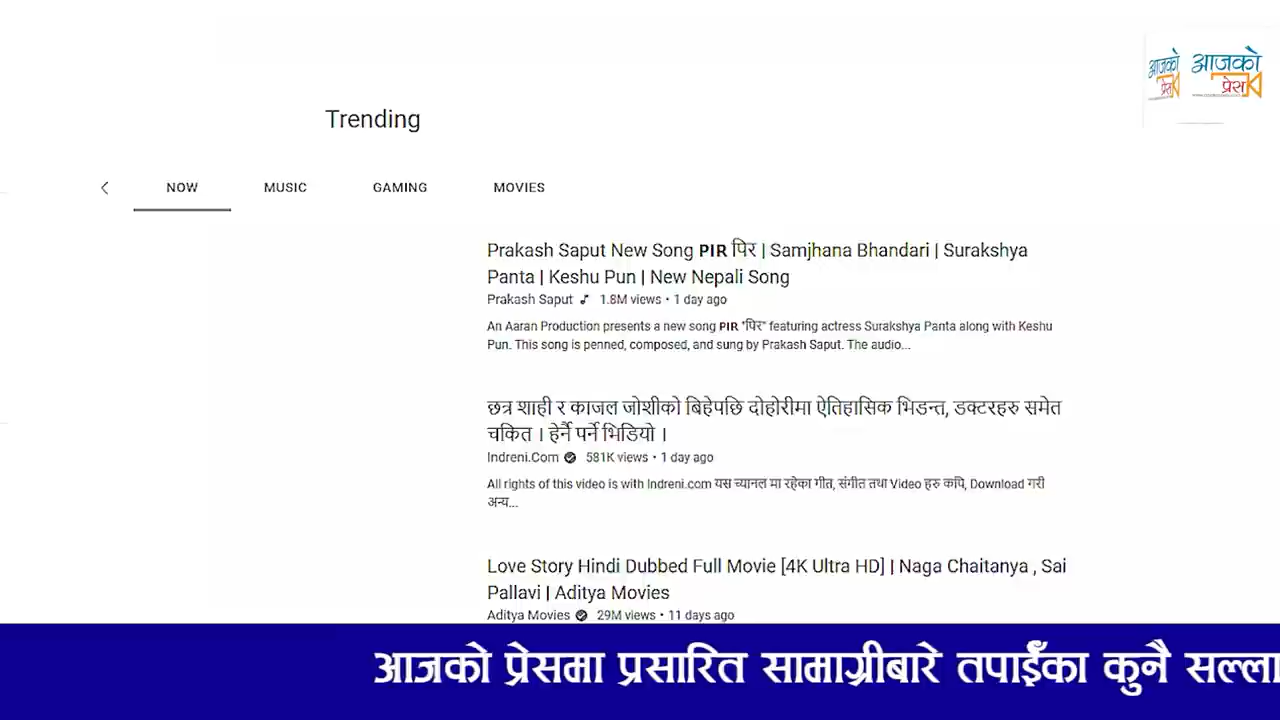 आजको
प्रेस
आजको
प्रेस
Trending
NOW
MUSIC
GAMING
MOVIES
Prakash Saput New Song PIR पिर | Samjhana Bhandari | Surakshya
Panta | Keshu Pun | New Nepali Song
Prakash Saput 1.8M views • 1 day ago
An Aaran Production presents a new song PIR "पिर" featuring actress Surakshya Panta along with Keshu
Pun. This song is penned, composed, and sung by Prakash Saput. The audio...
छत्र शाही र काजल जोशीको बिहेपछि दोहोरीमा ऐतिहासिक भिडन्त, डक्टरहरु समेत
चकित । हेर्नै पर्ने भिडियो ।
Indreni.Com 581K views • 1 day ago
All rights of this video is with Indreni.com यस च्यानल मा रहेका गीत, संगीत तथा Video हरु कपि, Download गरी
अन्य...
Love Story Hindi Dubbed Full Movie [4K Ultra HD] | Naga Chaitanya , Sai
Pallavi | Aditya Movies
Aditya Movies 29M views • 11 days ago
आजको प्रेसमा प्रसारित सामाग्रीबारे तपाईँका कुनै सल्ला